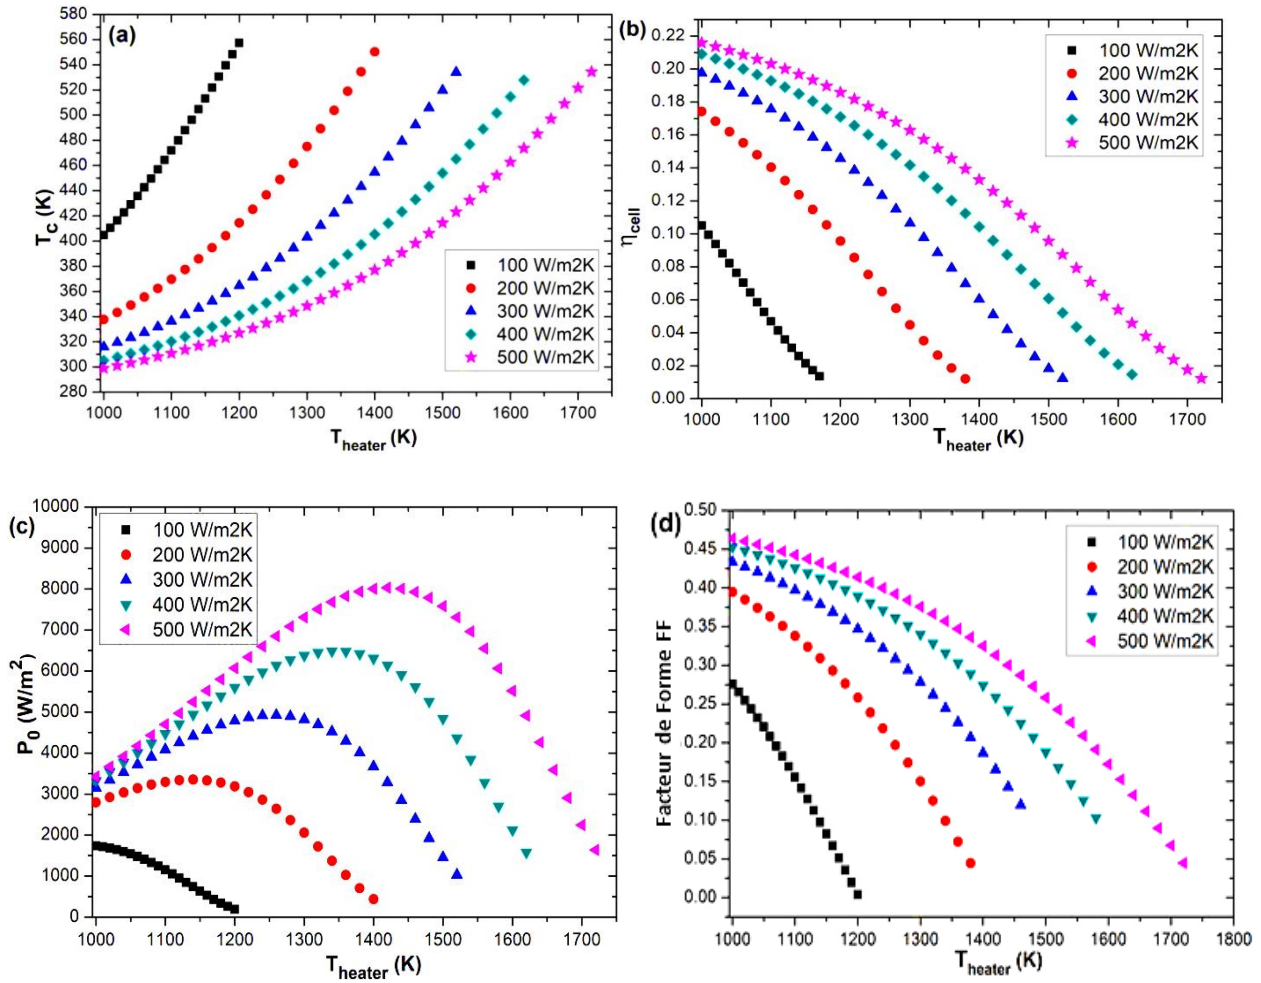 (a)
580
560
540
520
500
480
460
440
420
400
380
360
340
320
300
280
T_C (K)
100 W/m2K
200 W/m2K
300 W/m2K
400 W/m2K
500 W/m2K
1000 1100 1200 1300 1400 1500 1600 1700
T_heater (K)
(b)
0.22
0.20
0.18
0.16
0.14
0.12
0.10
0.08
0.06
0.04
0.02
0.00
η_cell
100 W/m2K
200 W/m2K
300 W/m2K
400 W/m2K
500 W/m2K
1000 1100 1200 1300 1400 1500 1600 1700
T_heater (K)
(c)
10000
9000
8000
7000
6000
5000
4000
3000
2000
1000
0
P_0 (W/m²)
100 W/m2K
200 W/m2K
300 W/m2K
400 W/m2K
500 W/m2K
1000 1100 1200 1300 1400 1500 1600 1700
T_heater (K)
(d)
0.50
0.45
0.40
0.35
0.30
0.25
0.20
0.15
0.10
0.05
0.00
Facteur de Forme FF
100 W/m2K
200 W/m2K
300 W/m2K
400 W/m2K
500 W/m2K
1000 1100 1200 1300 1400 1500 1600 1700 1800
T_heater (K)